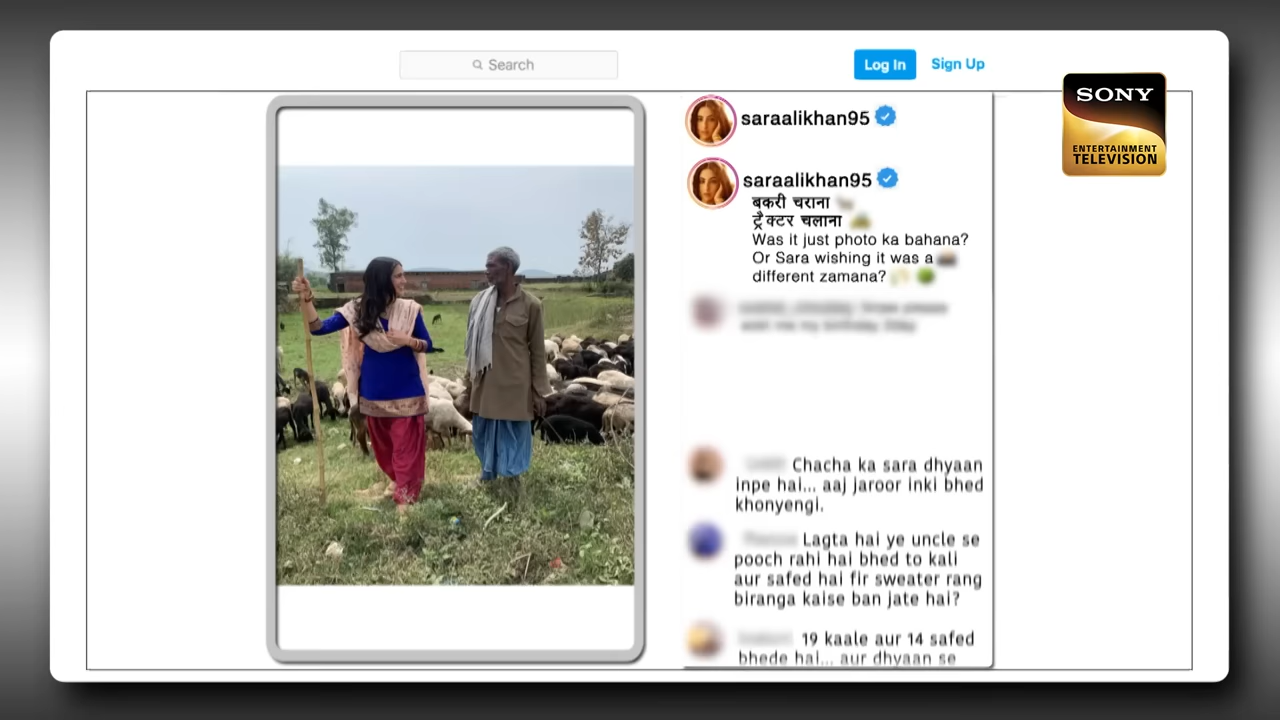 Search
Log In
Sign Up
SONY
ENTERTAINMENT
TELEVISION
saraalikhan95
saraalikhan95
बकरी चराना
ट्रैक्टर चलाना
Was it just photo ka bahana?
Or Sara wishing it was a
different zamana?
Chacha ka sara dhyaan
inpe hai... aaj jaroor inki bhed
khonyengi.
Lagta hai ye uncle se
pooch rahi hai bhed to kali
aur safed hai fir sweater rang
biranga kaise ban jate hai?
19 kaale aur 14 safed
bhede hai... aur dhyaan se